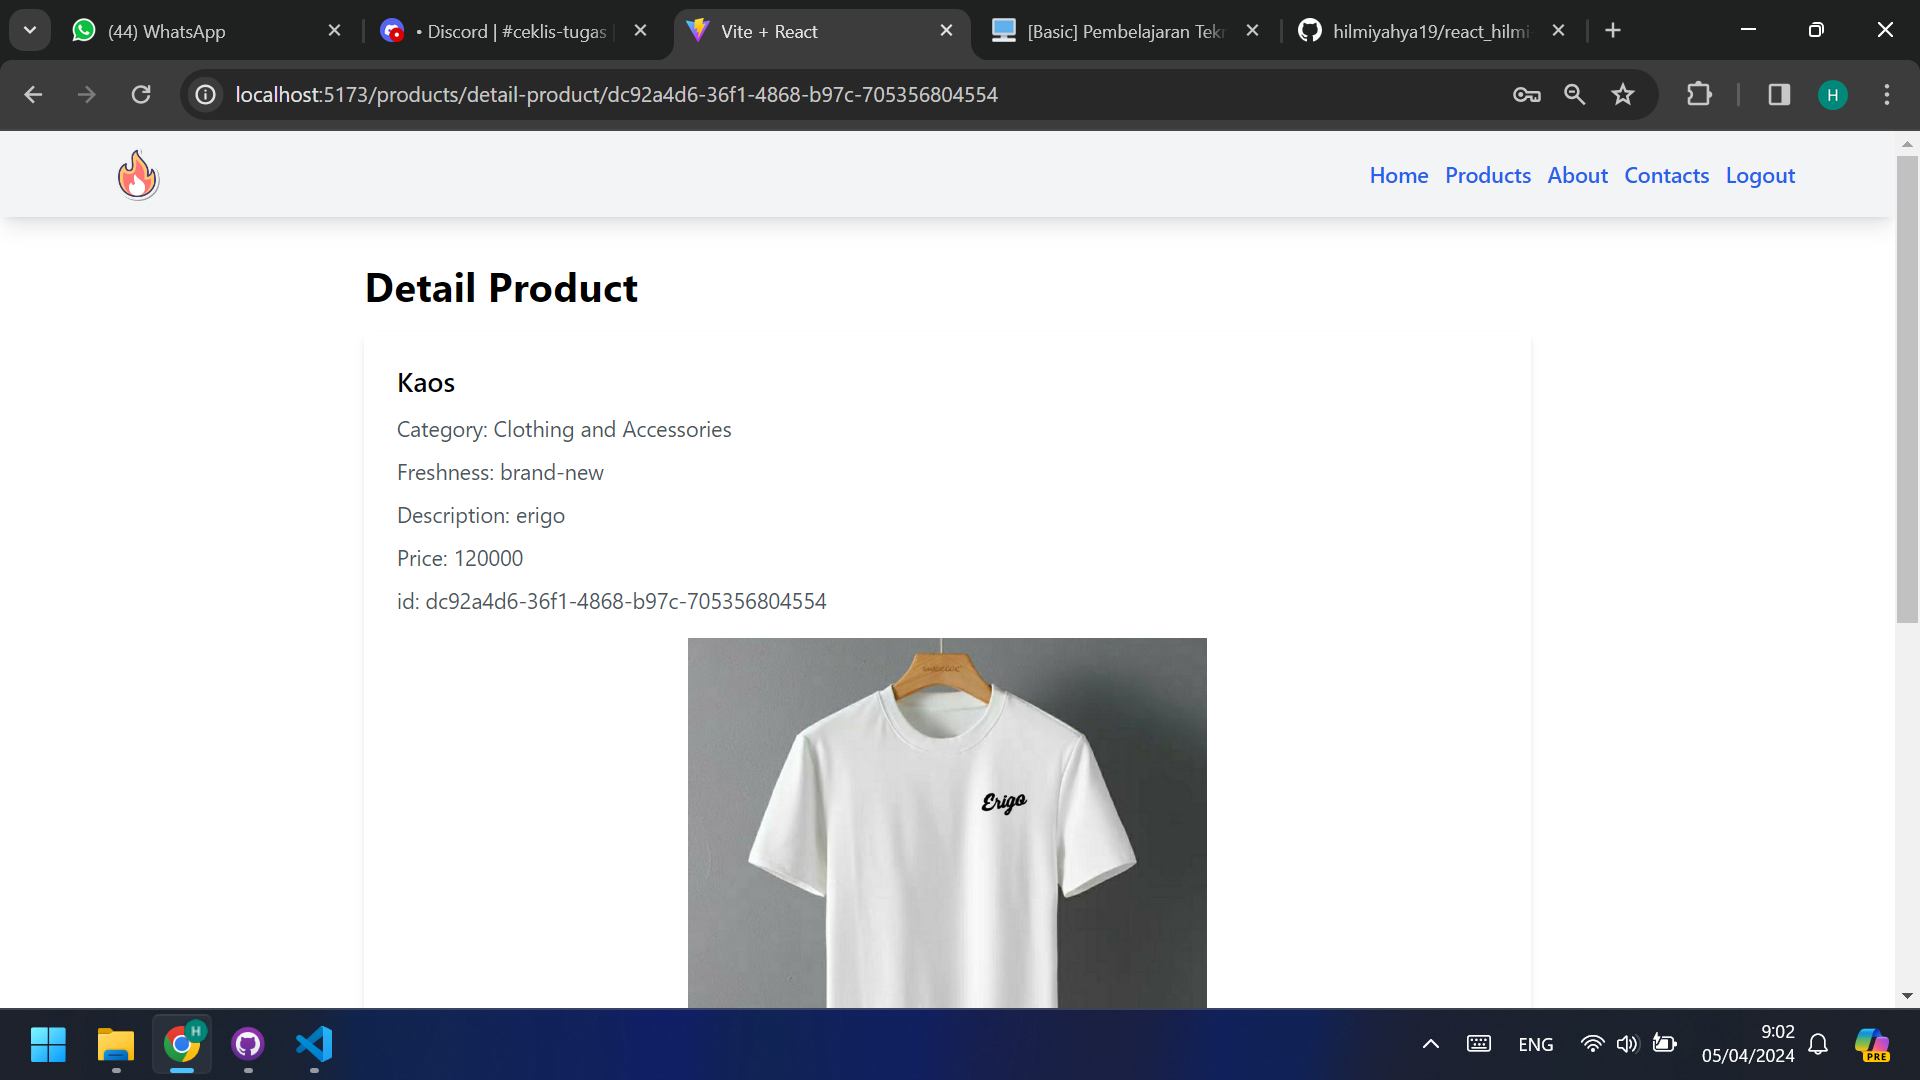 (44) WhatsApp
• Discord | #ceklis-tugas
Vite + React
[Basic] Pembelajaran Tekn
hilmiyahya19/react_hilmi
localhost:5173/products/detail-product/dc92a4d6-36f1-4868-b97c-705356804554
H
Home Products About Contacts Logout
Detail Product
Kaos
Category: Clothing and Accessories
Freshness: brand-new
Description: erigo
Price: 120000
id: dc92a4d6-36f1-4868-b97c-705356804554
Erigo
H
ENG
9:02
05/04/2024
PRE